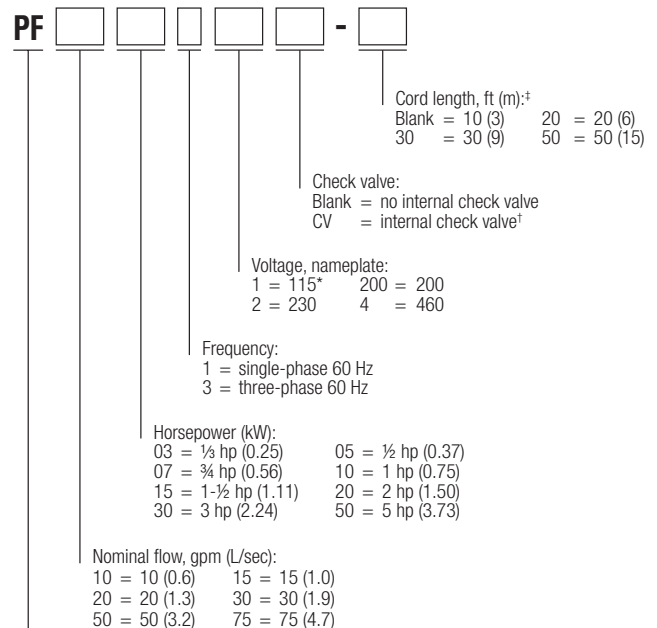 PF -
Cord length, ft (m):‡
Blank = 10 (3) 20 = 20 (6)
30 = 30 (9) 50 = 50 (15)
Check valve:
Blank = no internal check valve
CV = internal check valve†
Voltage, nameplate:
1 = 115* 200 = 200
2 = 230 4 = 460
Frequency:
1 = single-phase 60 Hz
3 = three-phase 60 Hz
Horsepower (kW):
03 = ⅓ hp (0.25) 05 = ½ hp (0.37)
07 = ¾ hp (0.56) 10 = 1 hp (0.75)
15 = 1-½ hp (1.11) 20 = 2 hp (1.50)
30 = 3 hp (2.24) 50 = 5 hp (3.73)
Nominal flow, gpm (L/sec):
10 = 10 (0.6) 15 = 15 (1.0)
20 = 20 (1.3) 30 = 30 (1.9)
50 = 50 (3.2) 75 = 75 (4.7)